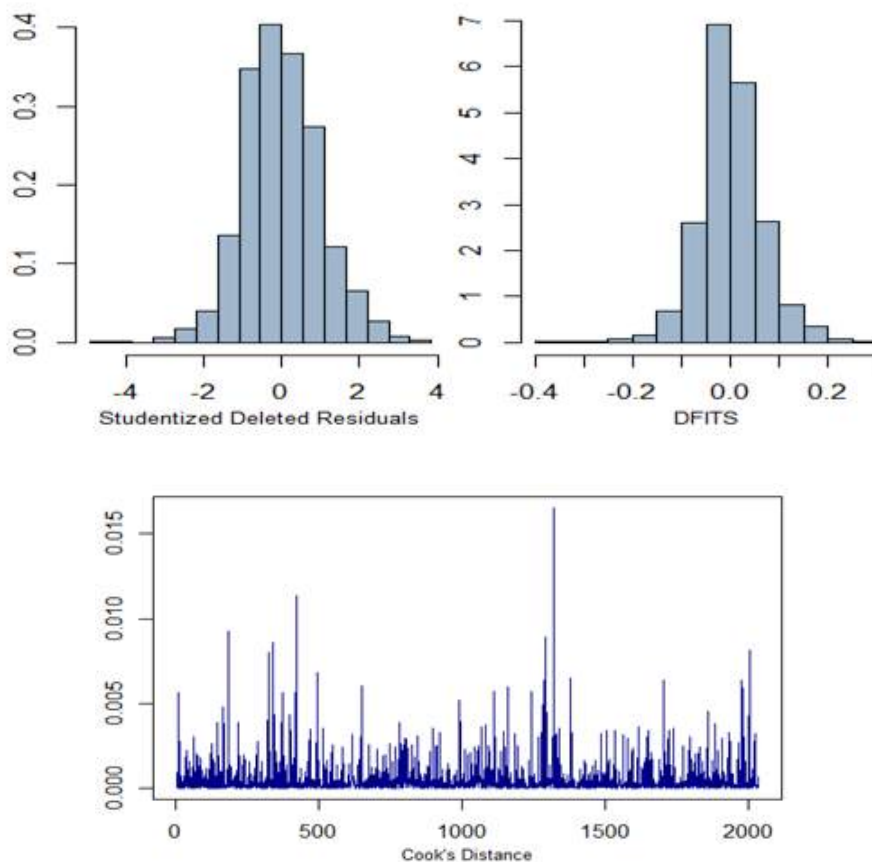 0.0 0.1 0.2 0.3 0.4
-4 -2 0 2 4
Studentized Deleted Residuals
0 1 2 3 4 5 6 7
-0.4 -0.2 0.0 0.2
DFITS
0.000 0.005 0.010 0.015
0 500 1000 1500 2000
Cook's Distance